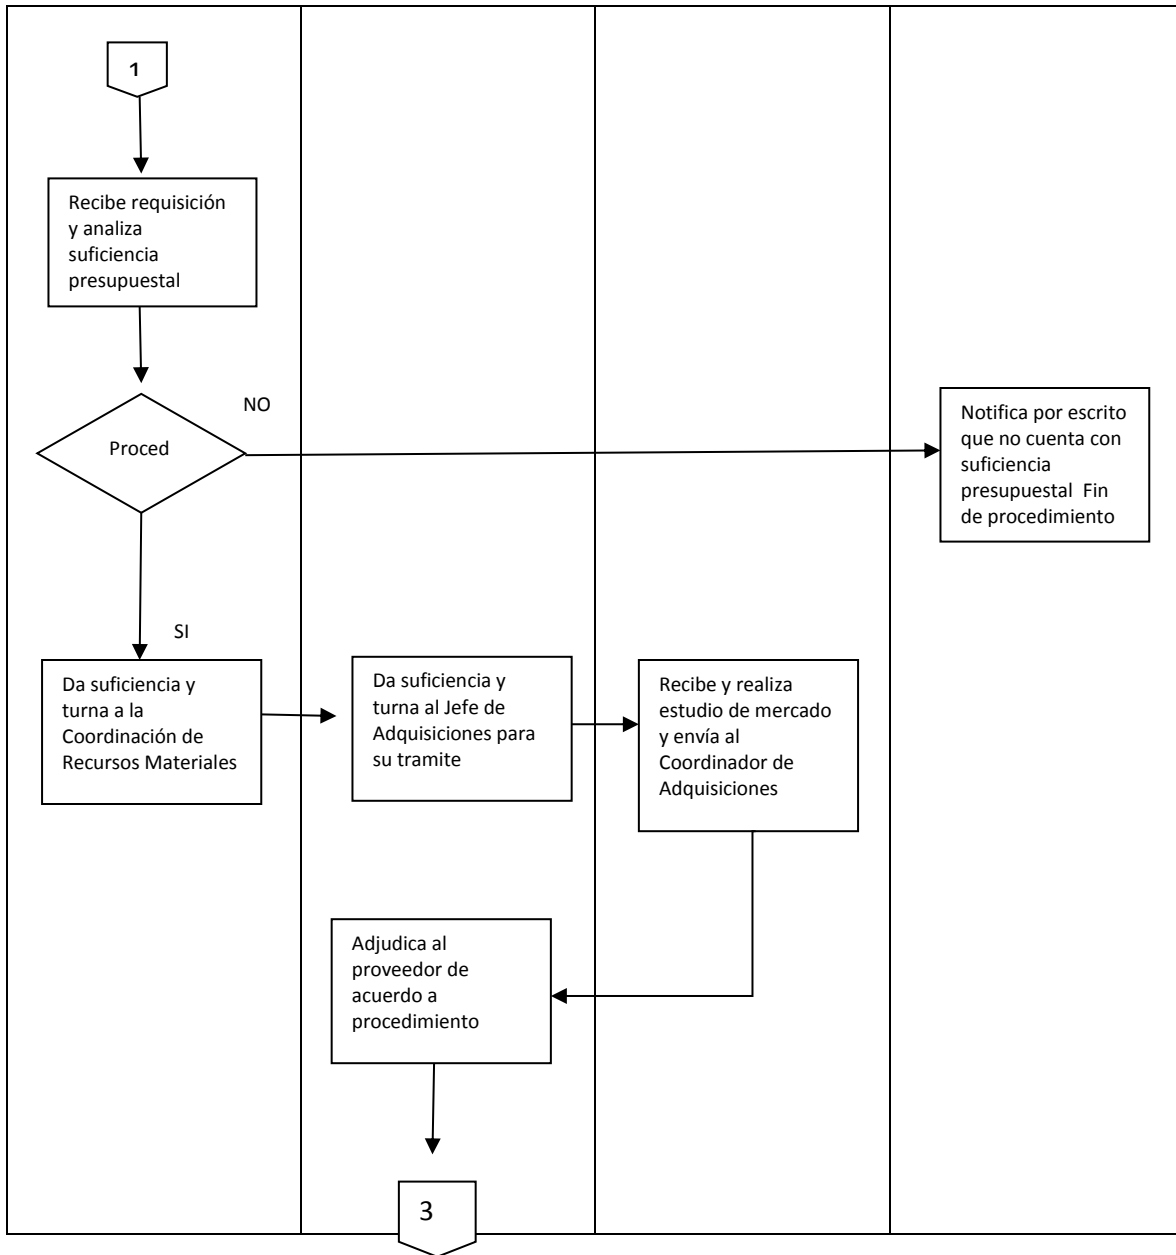 1
Recibe requisición
y analiza
suficiencia
presupuestal
NO
Proced
Notifica por escrito
que no cuenta con
suficiencia
presupuestal  Fin
de procedimiento
SI
Da suficiencia y
turna a la
Coordinación de
Recursos Materiales
Da suficiencia y
turna al Jefe de
Adquisiciones para
su tramite
Recibe y realiza
estudio de mercado
y envía al
Coordinador de
Adquisiciones
Adjudica al
proveedor de
acuerdo a
procedimiento
3